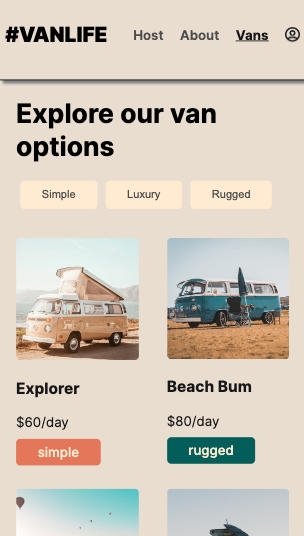 #VANLIFE Host About Vans
Explore our van
options
Simple Luxury Rugged
Explorer
$60/day
simple
Beach Bum
$80/day
rugged